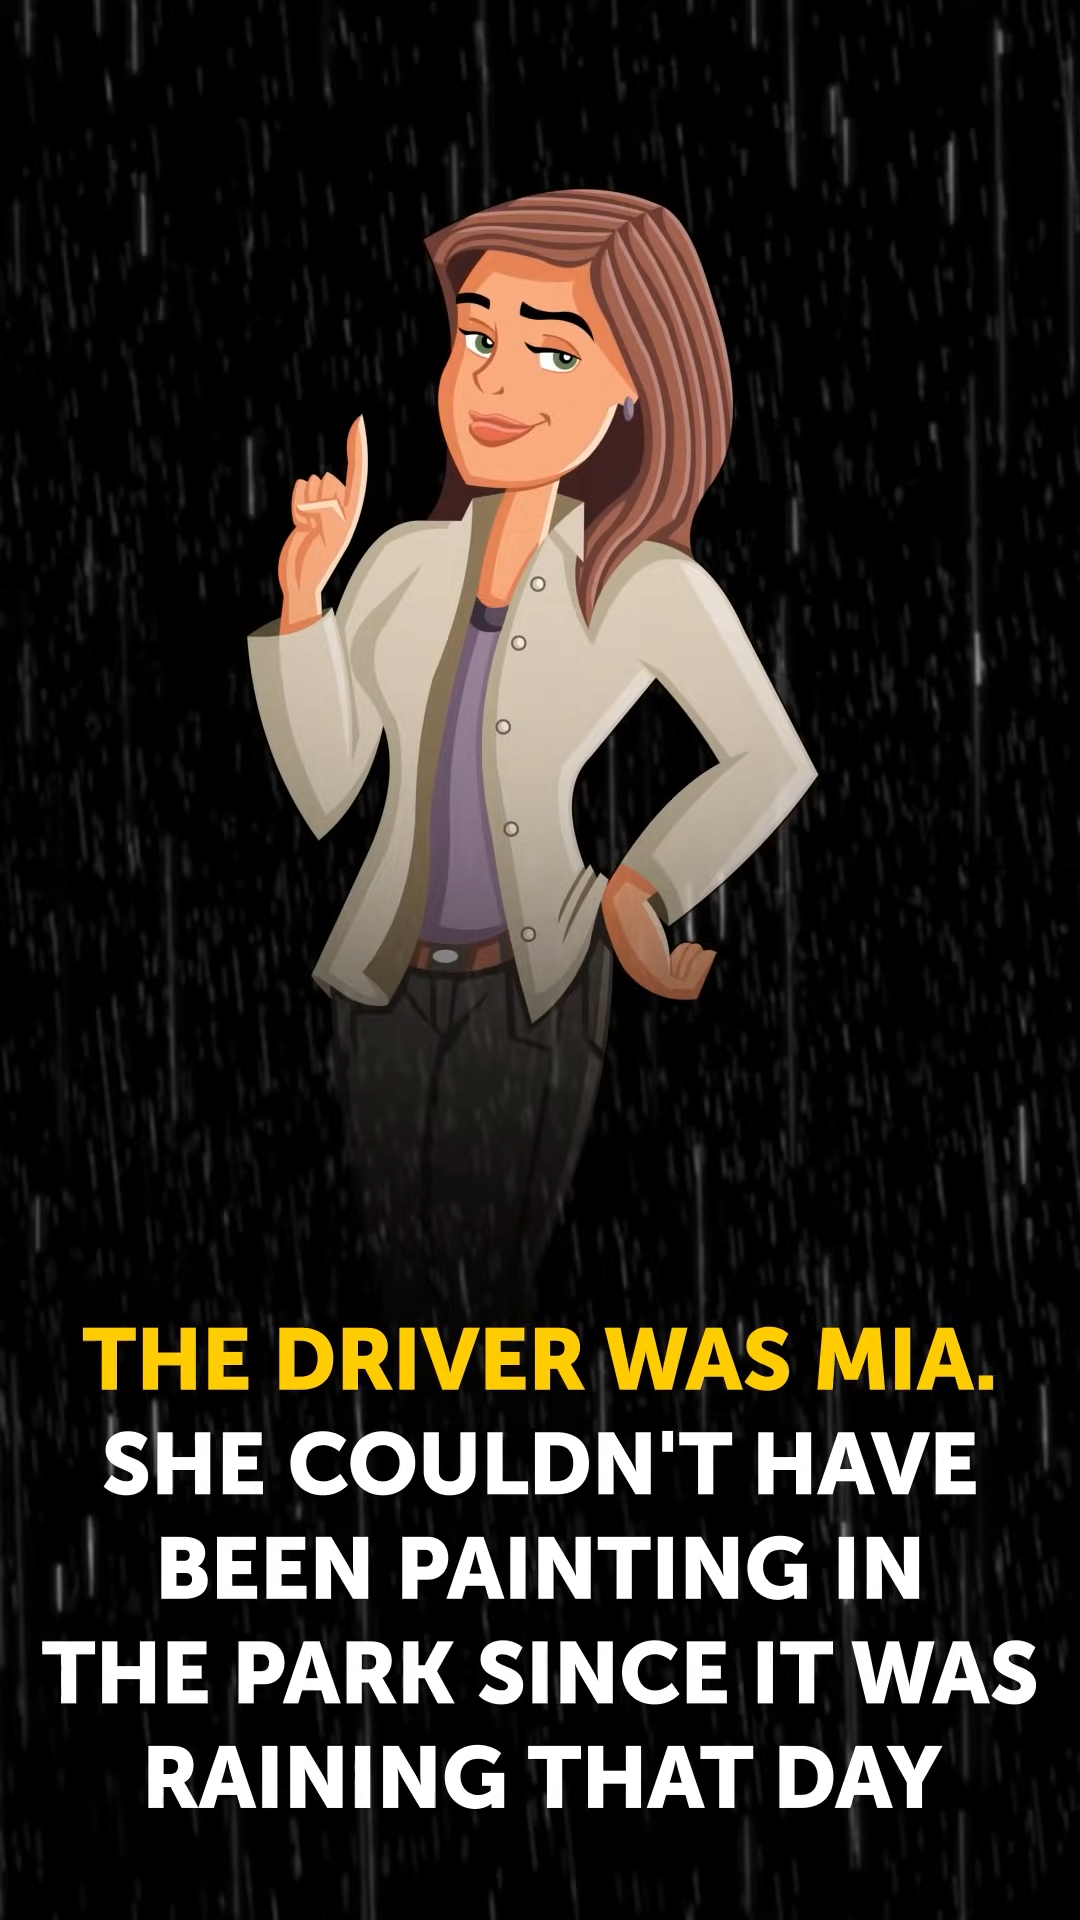 THE DRIVER WAS MIA.
SHE COULDN'T HAVE
BEEN PAINTING IN
THE PARK SINCE IT WAS
RAINING THAT DAY